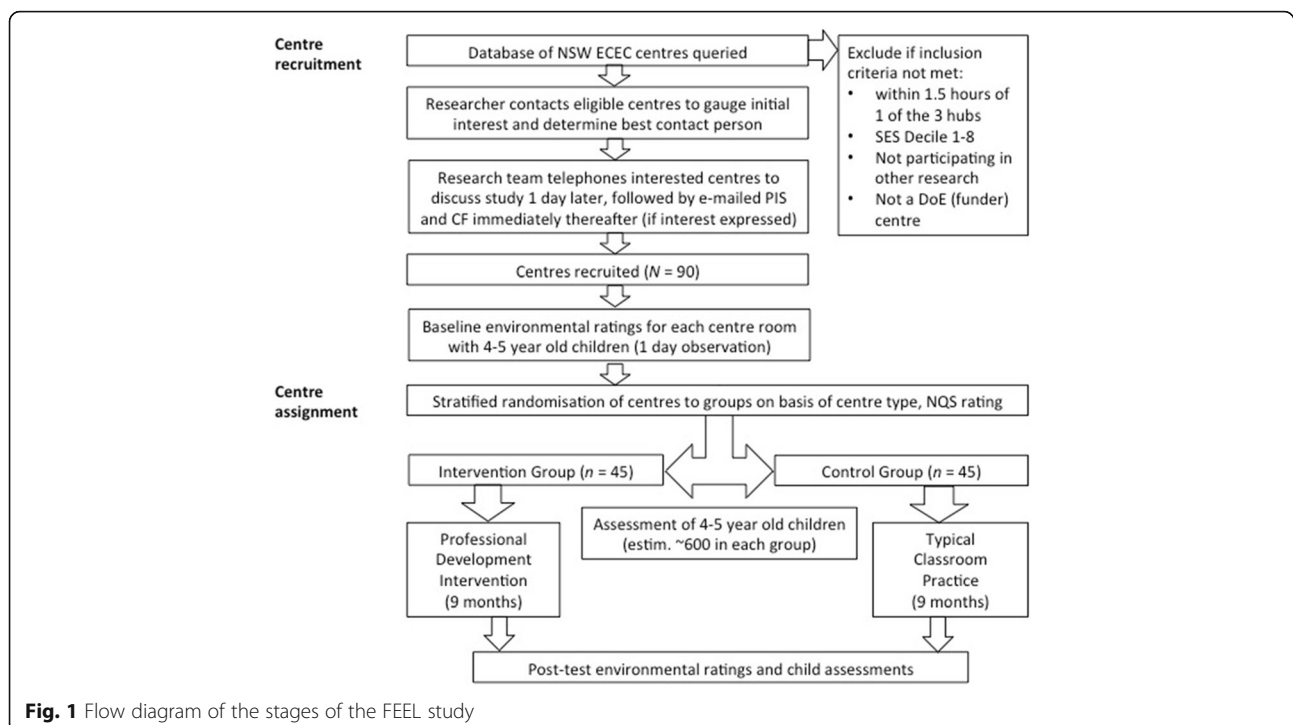 Centre
recruitment
Database of NSW ECEC centres queried
Exclude if inclusion
criteria not met:
• within 1.5 hours of
1 of the 3 hubs
• SES Decile 1-8
• Not participating in
other research
• Not a DoE (funder)
centre
Researcher contacts eligible centres to gauge initial
interest and determine best contact person
Research team telephones interested centres to
discuss study 1 day later, followed by e-mailed PIS
and CF immediately thereafter (if interest expressed)
Centres recruited (N = 90)
Baseline environmental ratings for each centre room
with 4-5 year old children (1 day observation)
Centre
assignment
Stratified randomisation of centres to groups on basis of centre type, NQS rating
Intervention Group (n = 45)
Control Group (n = 45)
Assessment of 4-5 year old children
(estim. ~600 in each group)
Professional
Development
Intervention
(9 months)
Typical
Classroom
Practice
(9 months)
Post-test environmental ratings and child assessments
Fig. 1 Flow diagram of the stages of the FEEL study